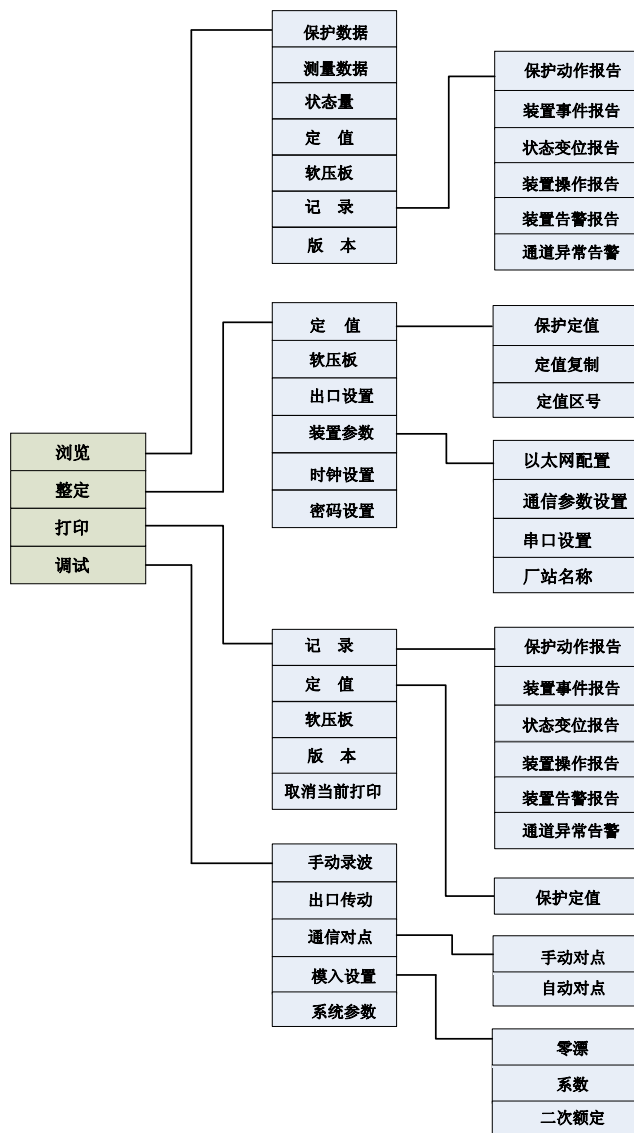 浏览
整定
打印
调试
保护数据
测量数据
状态量
定 值
软压板
记 录
版 本
保护动作报告
装置事件报告
状态变位报告
装置操作报告
装置告警报告
通道异常告警
定 值
软压板
出口设置
装置参数
时钟设置
密码设置
保护定值
定值复制
定值区号
以太网配置
通信参数设置
串口设置
厂站名称
记 录
定 值
软压板
版 本
取消当前打印
保护动作报告
装置事件报告
状态变位报告
装置操作报告
装置告警报告
通道异常告警
保护定值
手动录波
出口传动
通信对点
模入设置
系统参数
手动对点
自动对点
零漂
系数
二次额定